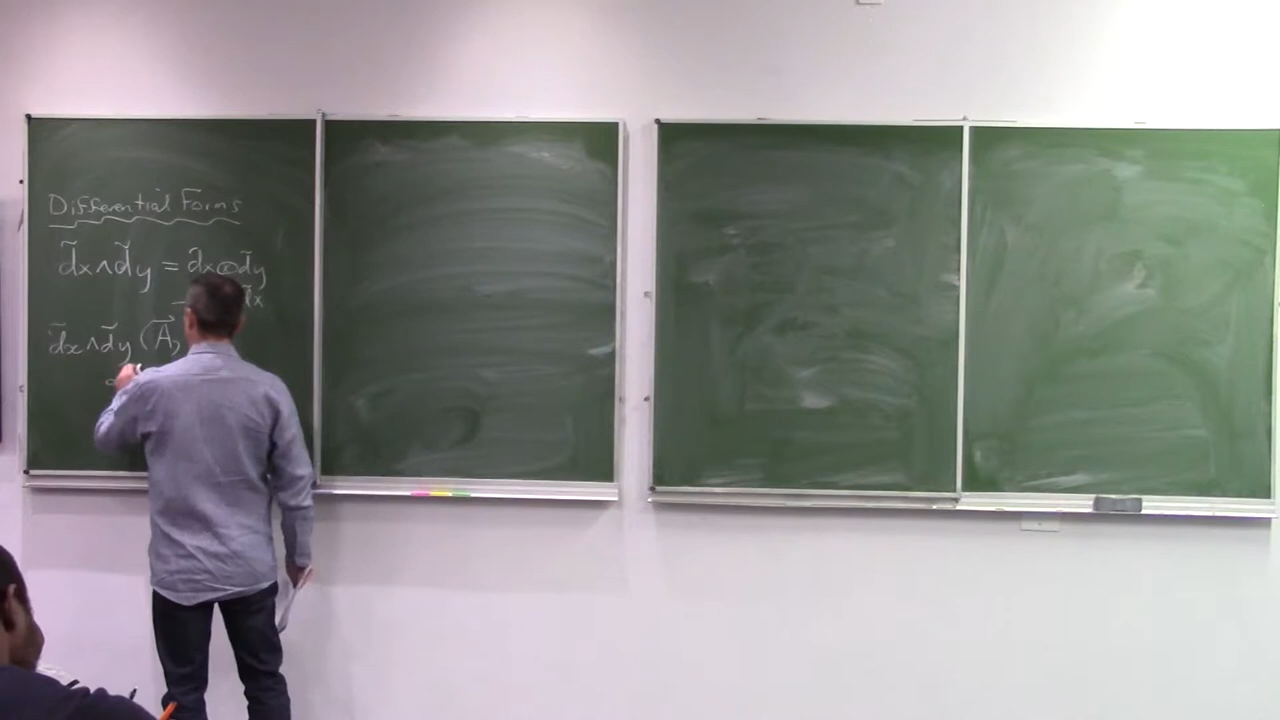 Differential Forms
d̃x∧d̃y = d̃x⊗d̃y
– d̃x
d̃x∧d̃y (A⃗,